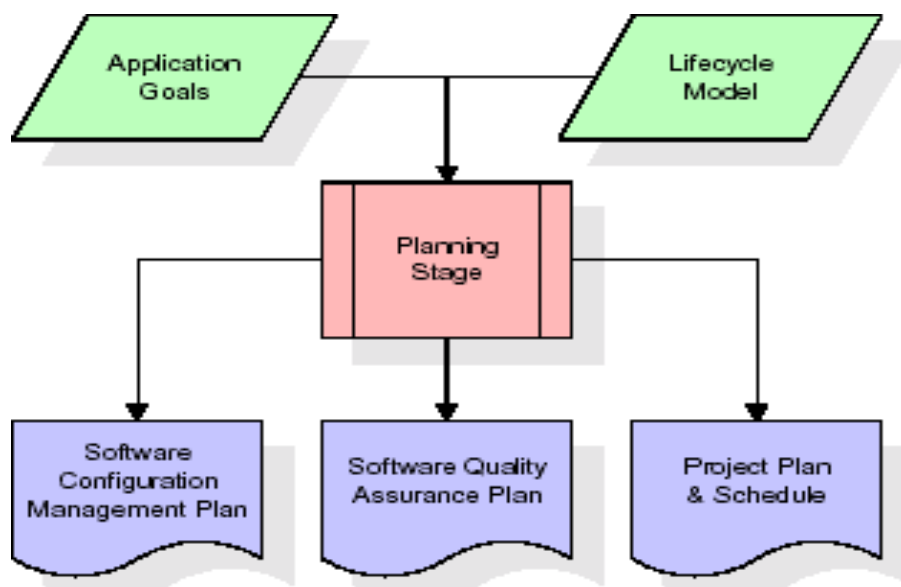 Application
Goals
Lifecycle
Model
Planning
Stage
Software
Configuration
Management Plan
Software Quality
Assurance Plan
Project Plan
& Schedule